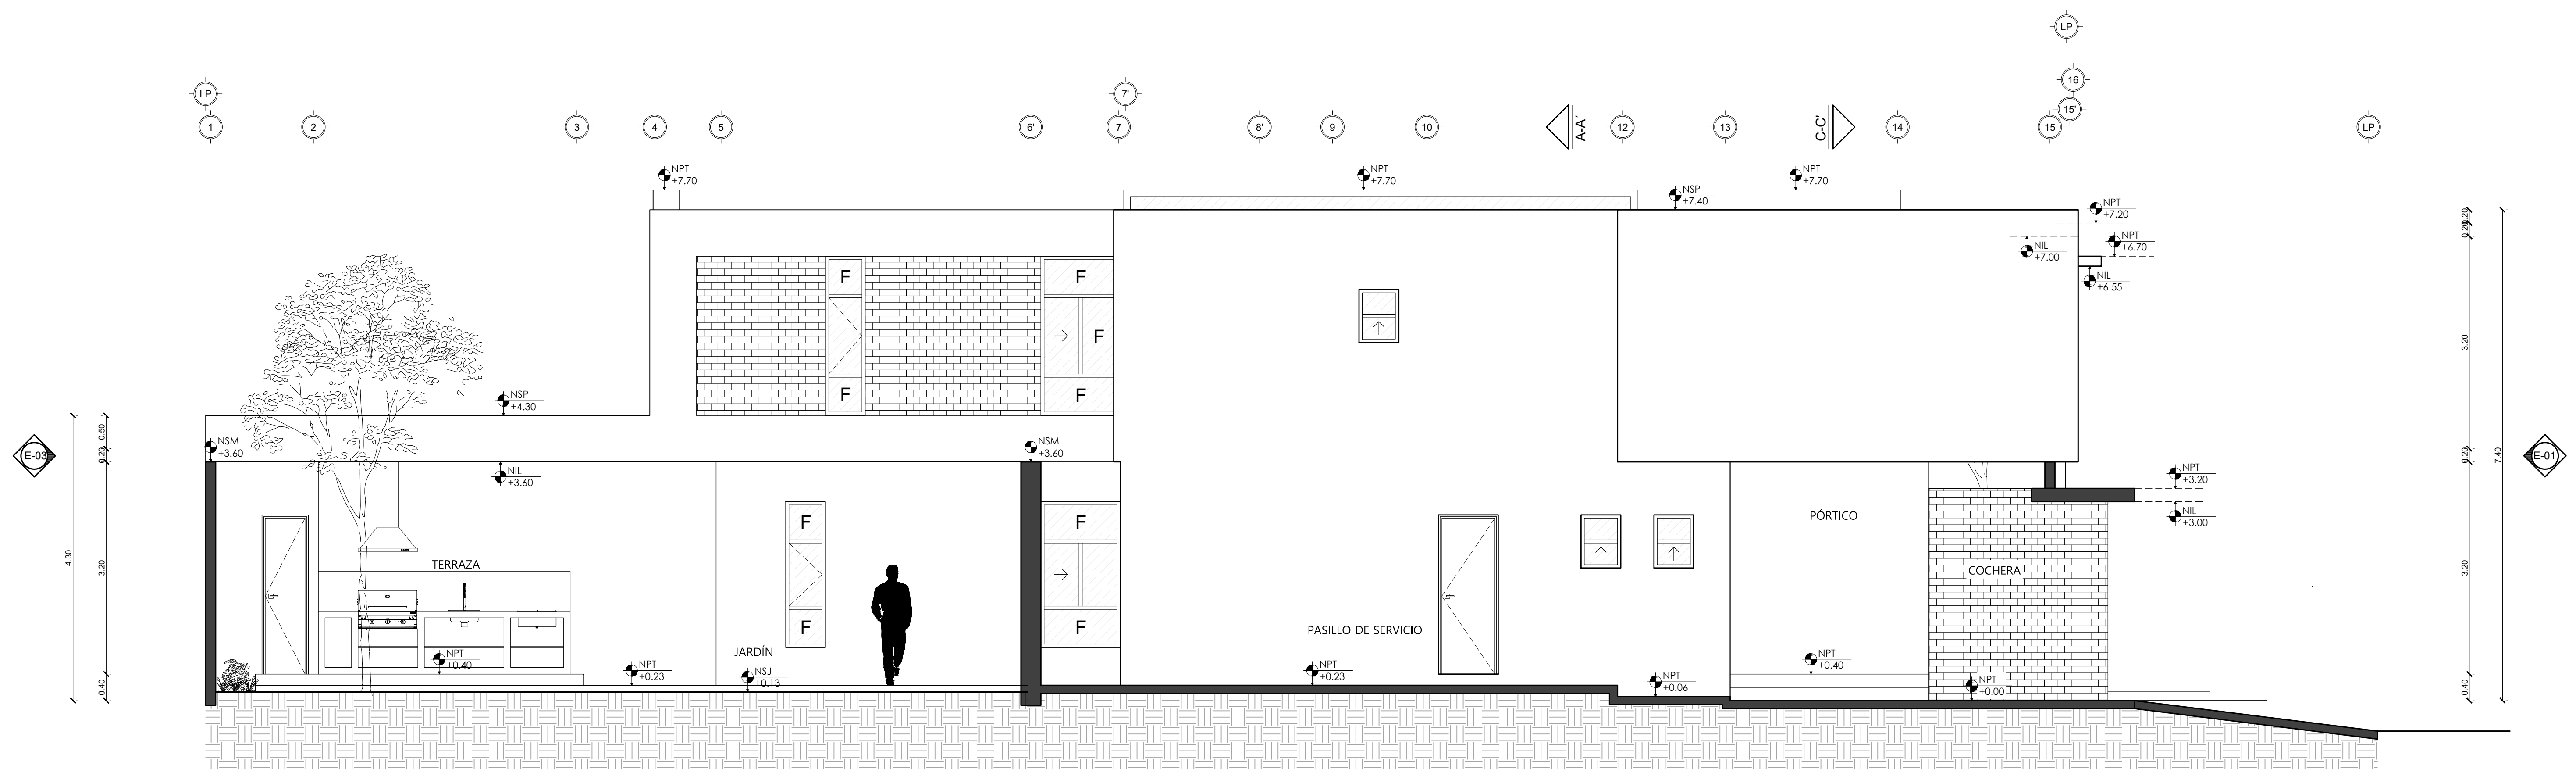 LP
16
LP
7'
15'
1
2
3
4
5
6'
7
8'
9
10
A-A´
12
13
C-C'
14
15
LP
NPT
+7.70
NPT
+7.70
NPT
+7.70
NSP
+7.40
NPT
+7.20
NPT
+6.70
NIL
+7.00
NIL
+6.55
F
F
F
F
F
0.20
0.20
3.20
0.20
3.20
0.40
7.40
NSP
+4.30
NSM
+3.60
NSM
+3.60
NIL
+3.60
E-03
E-01
0.50
0.20
3.20
0.40
4.30
NPT
+3.20
NIL
+3.00
F
F
F
F
PÓRTICO
TERRAZA
COCHERA
PASILLO DE SERVICIO
JARDÍN
NPT
+0.40
NPT
+0.23
NSJ
+0.13
NPT
+0.23
NPT
+0.06
NPT
+0.40
NPT
+0.00